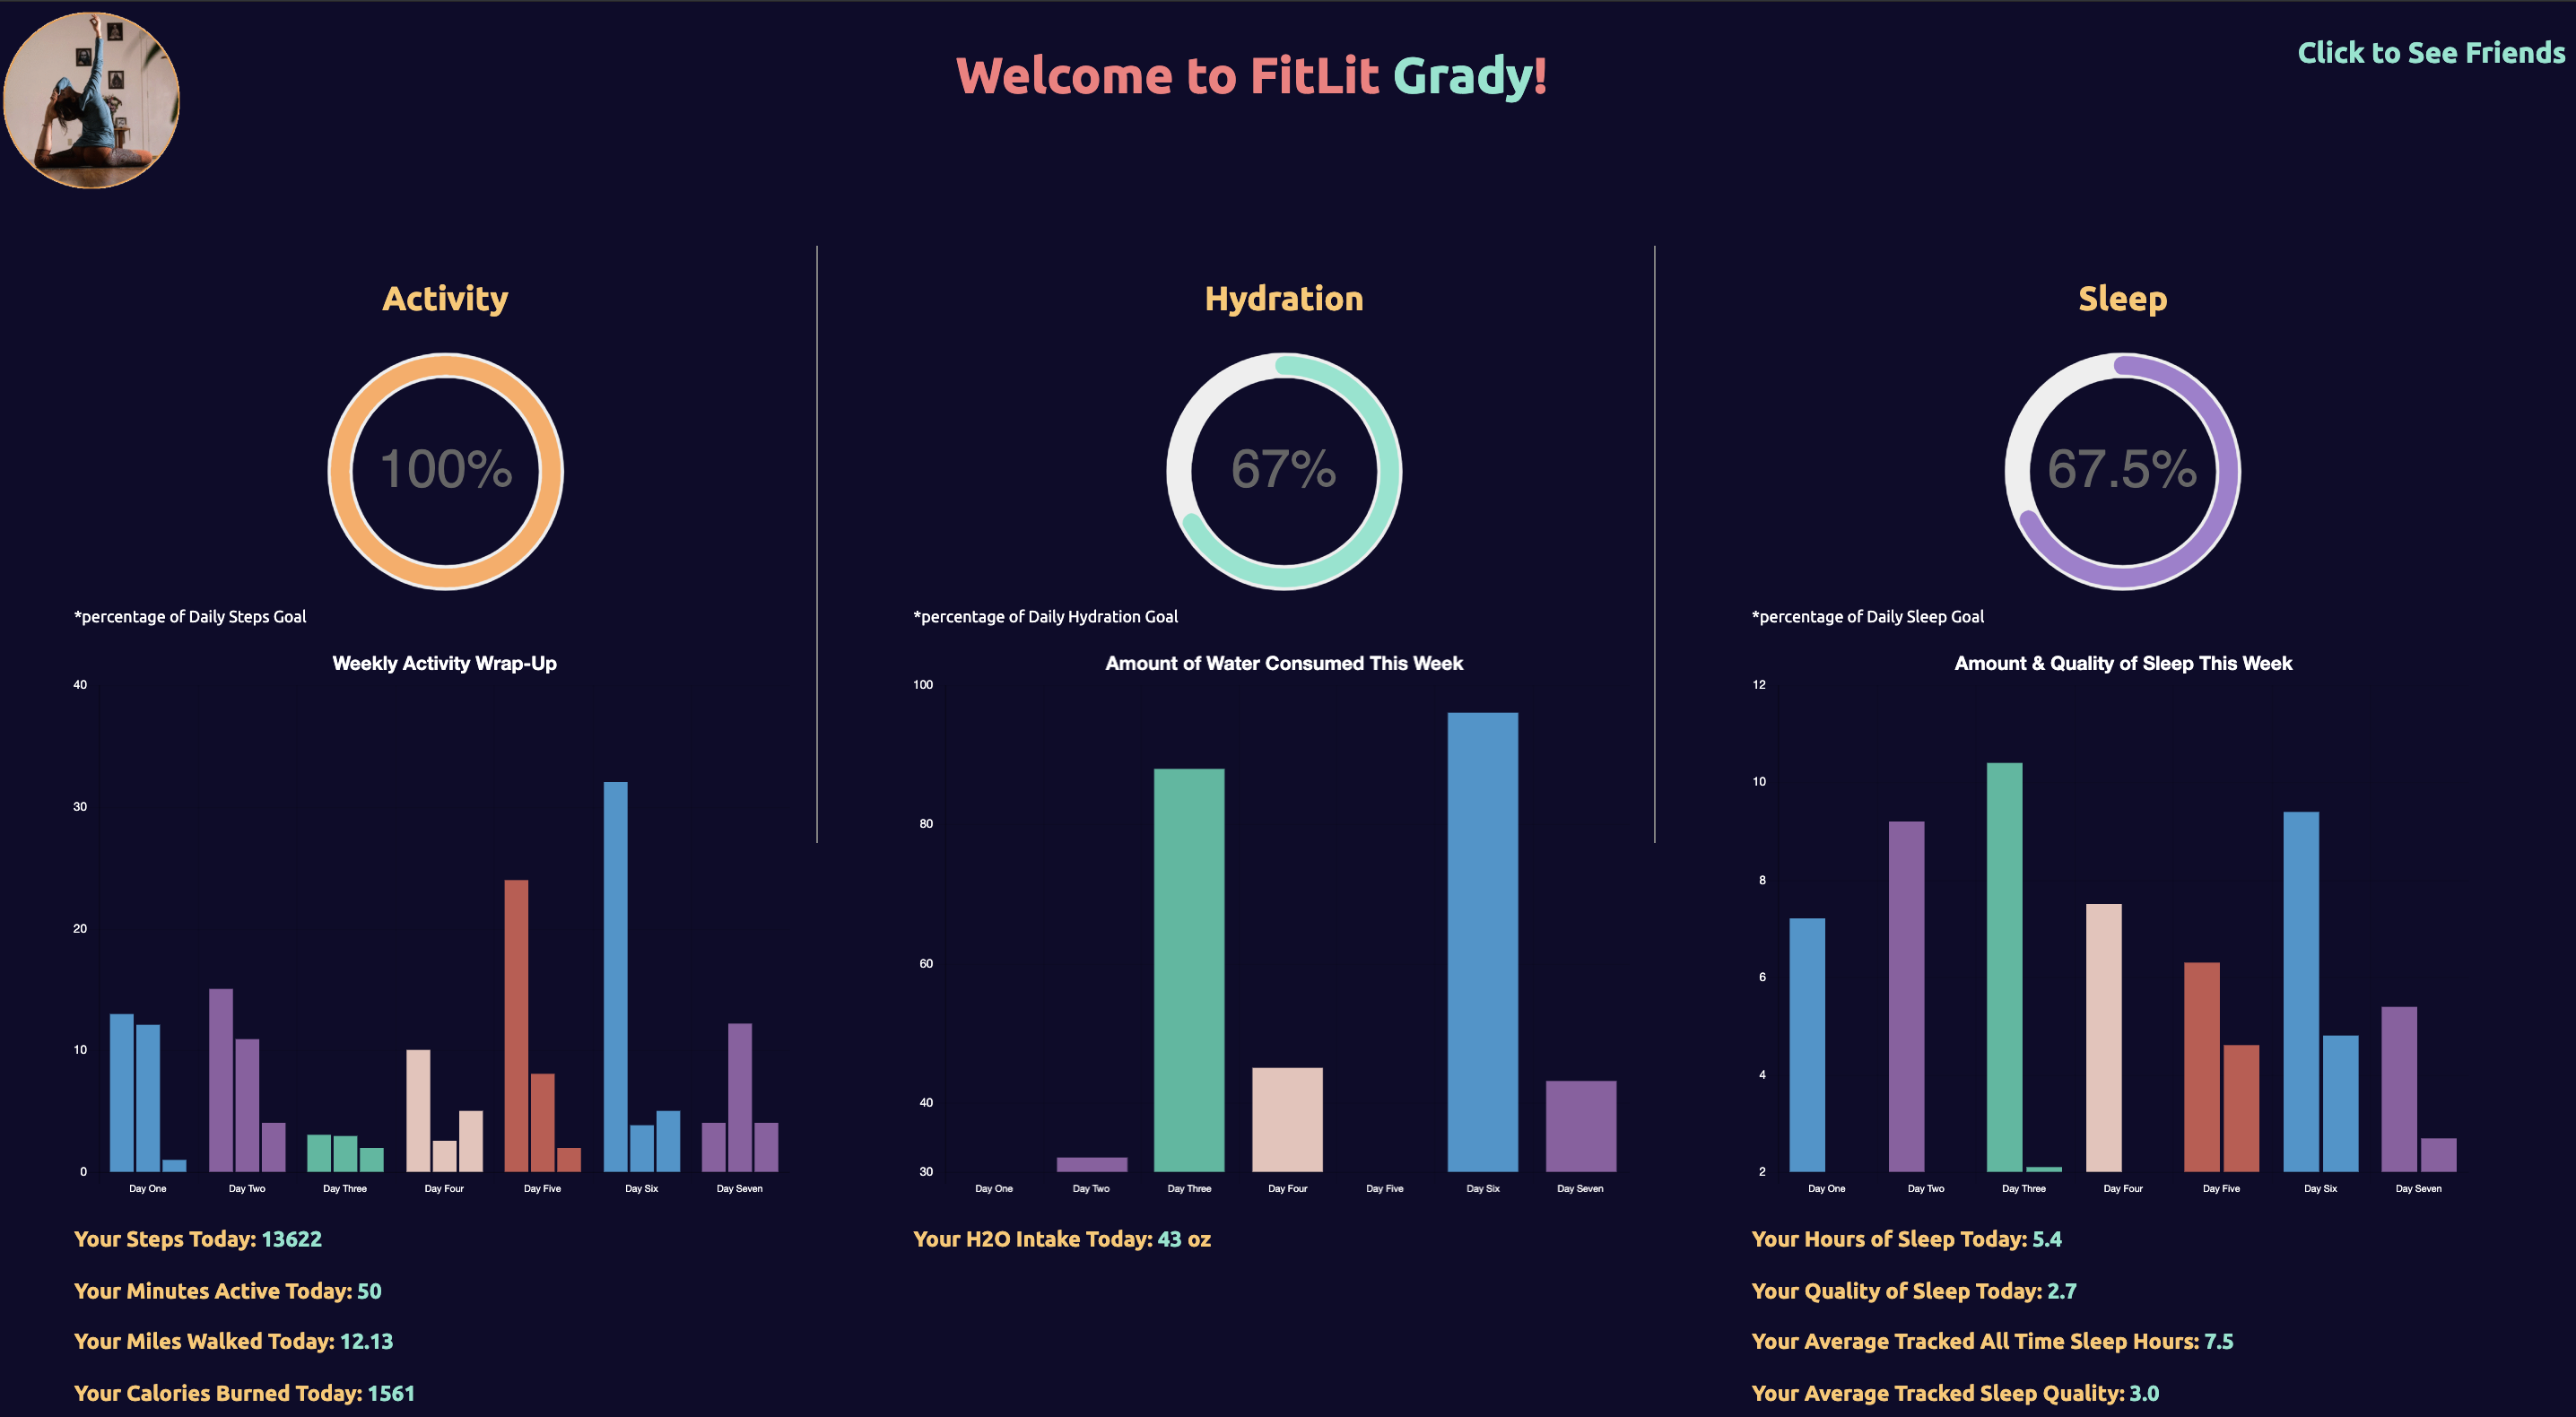 Welcome to FitLit Grady!
Click to See Friends
Activity
100%
*percentage of Daily Steps Goal
Weekly Activity Wrap-Up
40
30
20
10
0
Day One
Day Two
Day Three
Day Four
Day Five
Day Six
Day Seven
Your Steps Today: 13622
Your Minutes Active Today: 50
Your Miles Walked Today: 12.13
Your Calories Burned Today: 1561
Hydration
67%
*percentage of Daily Hydration Goal
Amount of Water Consumed This Week
100
80
60
40
30
Day One
Day Two
Day Three
Day Four
Day Five
Day Six
Day Seven
Your H2O Intake Today: 43 oz
Sleep
67.5%
*percentage of Daily Sleep Goal
Amount & Quality of Sleep This Week
12
10
8
6
4
2
Day One
Day Two
Day Three
Day Four
Day Five
Day Six
Day Seven
Your Hours of Sleep Today: 5.4
Your Quality of Sleep Today: 2.7
Your Average Tracked All Time Sleep Hours: 7.5
Your Average Tracked Sleep Quality: 3.0